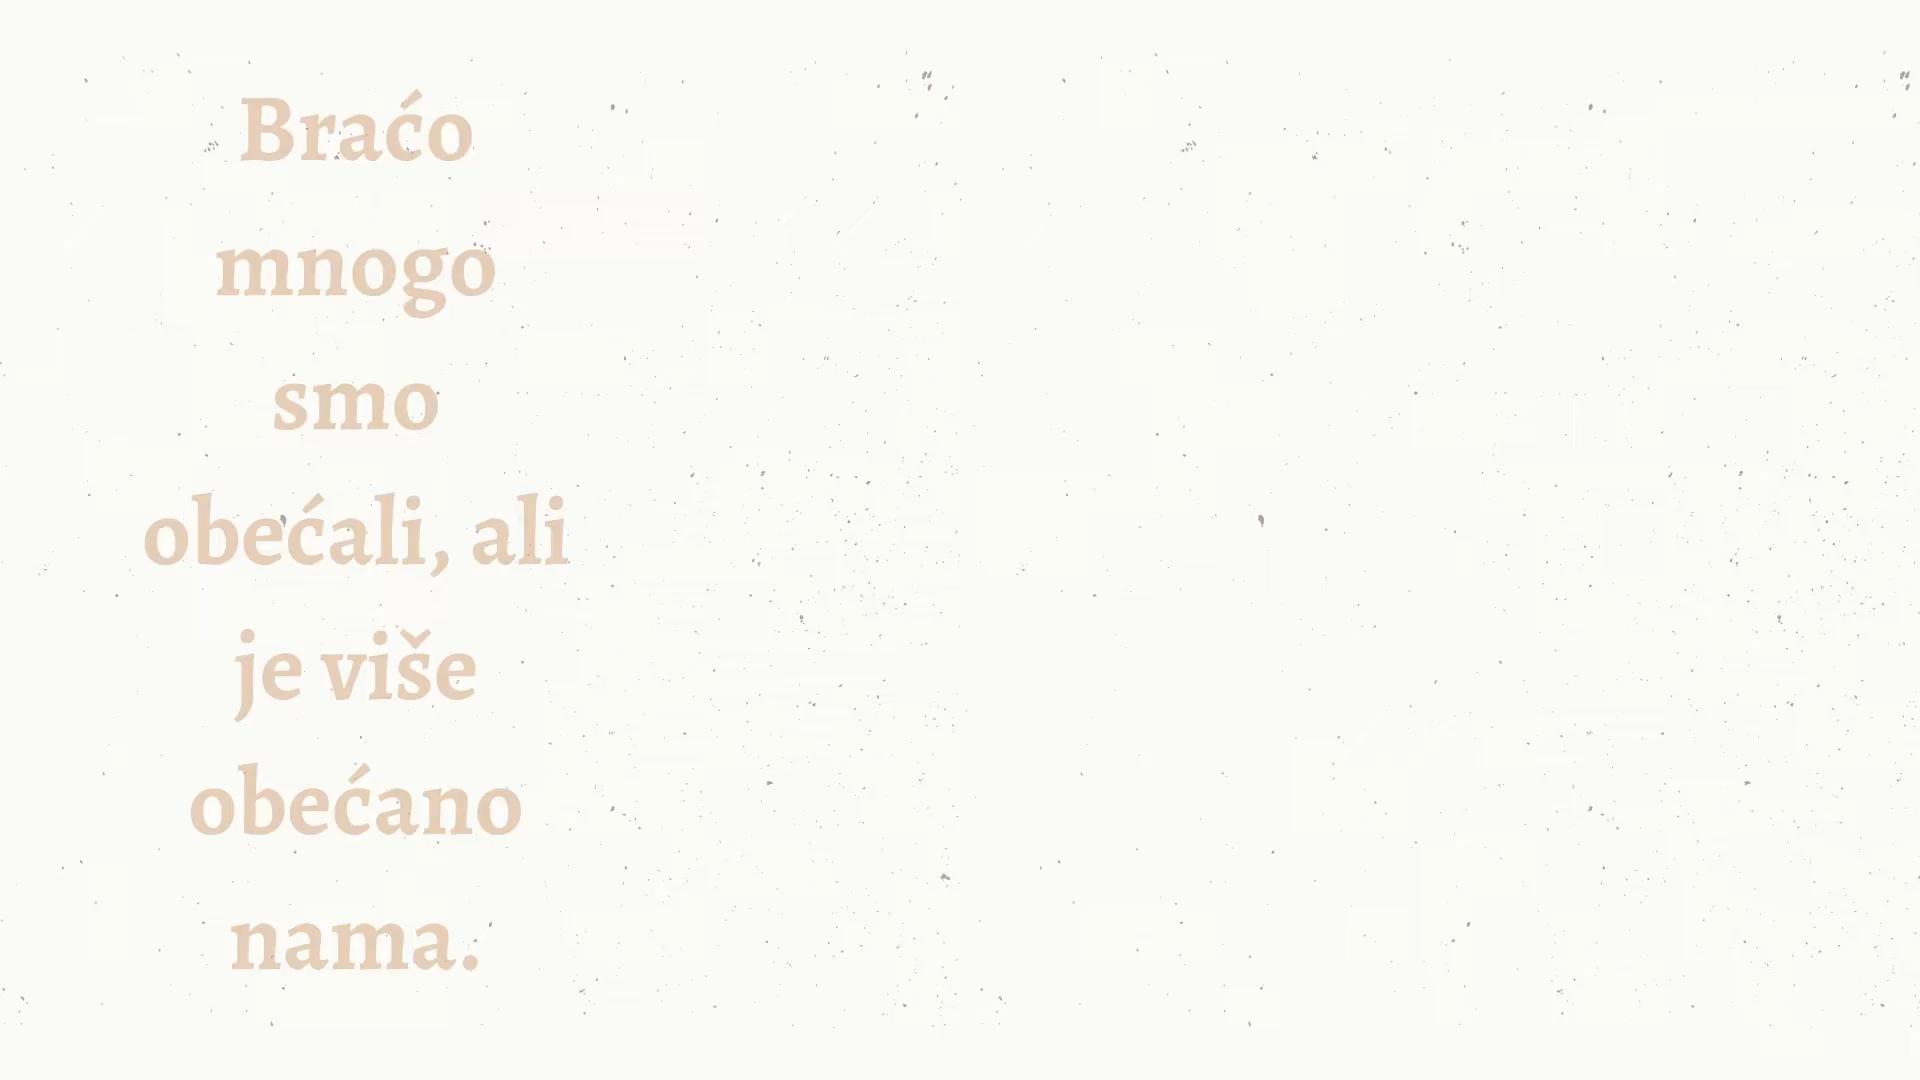 Braćo
mnogo
smo
obećali, ali
je više
obećano
nama.